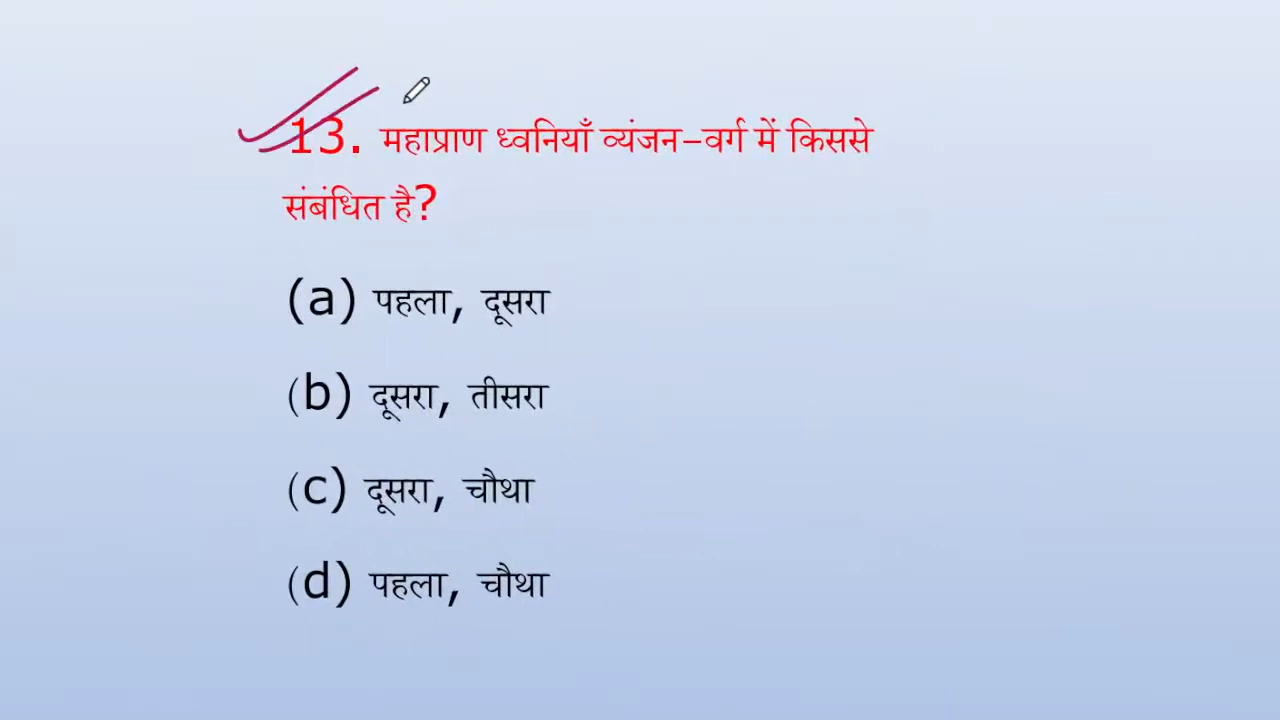 13. महाप्राण ध्वनियाँ व्यंजन-वर्ग में किससे
संबंधित है?
(a) पहला, दूसरा
(b) दूसरा, तीसरा
(c) दूसरा, चौथा
(d) पहला, चौथा